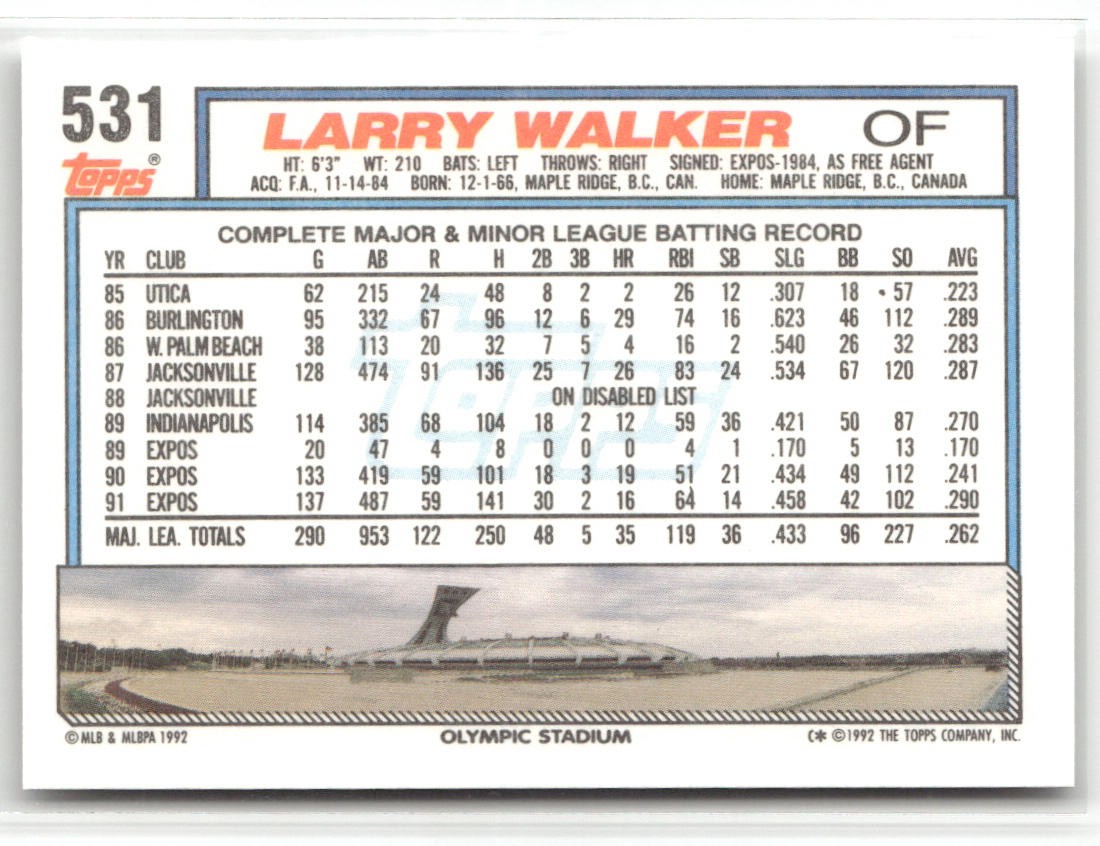 531
Topps®
LARRY WALKER OF
HT: 6'3" WT: 210 BATS: LEFT THROWS: RIGHT SIGNED: EXPOS-1984, AS FREE AGENT
ACQ: F.A., 11-14-84 BORN: 12-1-66, MAPLE RIDGE, B.C., CAN. HOME: MAPLE RIDGE, B.C., CANADA
COMPLETE MAJOR & MINOR LEAGUE BATTING RECORD
YR CLUB G AB R H 2B 3B HR RBI SB SLG BB SO AVG
85 UTICA 62 215 24 48 8 2 2 26 12 .307 18 57 .223
86 BURLINGTON 95 332 67 96 12 6 29 74 16 .623 46 112 .289
86 W. PALM BEACH 38 113 20 32 7 5 4 16 2 .540 26 32 .283
87 JACKSONVILLE 128 474 91 136 25 7 26 83 24 .534 67 120 .287
88 JACKSONVILLE ON DISABLED LIST
89 INDIANAPOLIS 114 385 68 104 18 2 12 59 36 .421 50 87 .270
89 EXPOS 20 47 4 8 0 0 0 4 1 .170 5 13 .170
90 EXPOS 133 419 59 101 18 3 19 51 21 .434 49 112 .241
91 EXPOS 137 487 59 141 30 2 16 64 14 .458 42 102 .290
MAJ. LEA. TOTALS 290 953 122 250 48 5 35 119 36 .433 96 227 .262
Topps
© MLB & MLBPA 1992 OLYMPIC STADIUM C* © 1992 THE TOPPS COMPANY, INC.